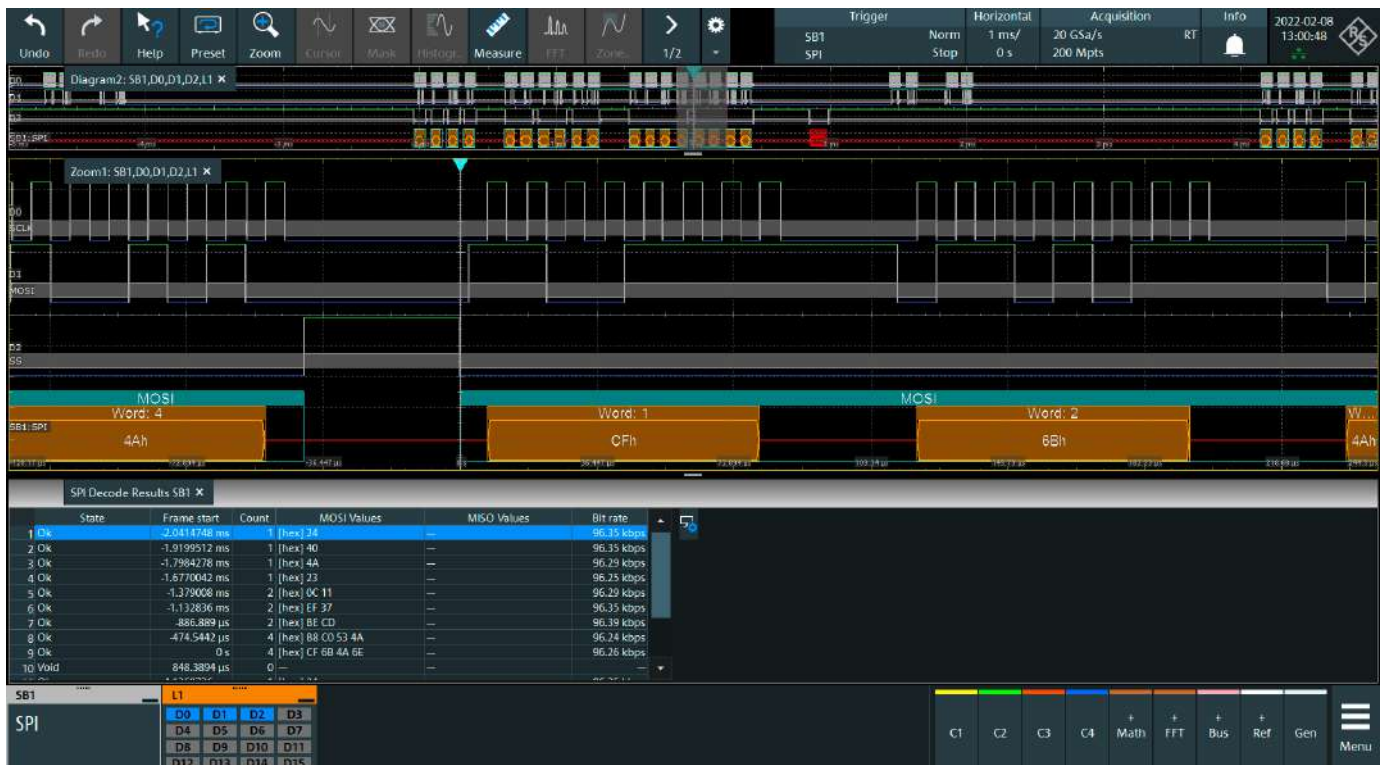 Undo Redo Help Preset Zoom Cursor Mask Histogr... Measure FFT Zone... 1/2
Trigger Horizontal Acquisition Info
SB1 Norm 1 ms/ 20 GSa/s RT 2022-02-08
SPI Stop 0 s 200 Mpts 13:00:48
Diagram2: SB1,D0,D1,D2,L1 ×
D1
SB1:SPI
Zoom1: SB1,D0,D1,D2,L1 ×
D0
SCLK
D1
MOSI
D2
SS
MOSI MOSI
Word: 4 Word: 1 Word: 2 W...
SB1:SPI
4Ah CFh 6Bh 4Ah
SPI Decode Results SB1 ×
State Frame start Count MOSI Values MISO Values Bit rate
1 Ok -2.0414748 ms 1 [hex] 24 — 96.35 kbps
2 Ok -1.9199512 ms 1 [hex] 40 — 96.35 kbps
3 Ok -1.7984278 ms 1 [hex] 4A — 96.29 kbps
4 Ok -1.6770042 ms 1 [hex] 23 — 96.25 kbps
5 Ok -1.379008 ms 2 [hex] 0C 11 — 96.29 kbps
6 Ok -1.132836 ms 2 [hex] EF 37 — 96.35 kbps
7 Ok -886.889 µs 2 [hex] BE CD — 96.39 kbps
8 Ok -474.5442 µs 4 [hex] B8 C0 53 4A — 96.24 kbps
9 Ok 0 s 4 [hex] CF 6B 4A 6E — 96.26 kbps
10 Void 848.3894 µs 0 — — —
SB1 L1
SPI
D0 D1 D2 D3
D4 D5 D6 D7
D8 D9 D10 D11
D12 D13 D14 D15
C1 C2 C3 C4 + Math + FFT + Bus + Ref Gen Menu